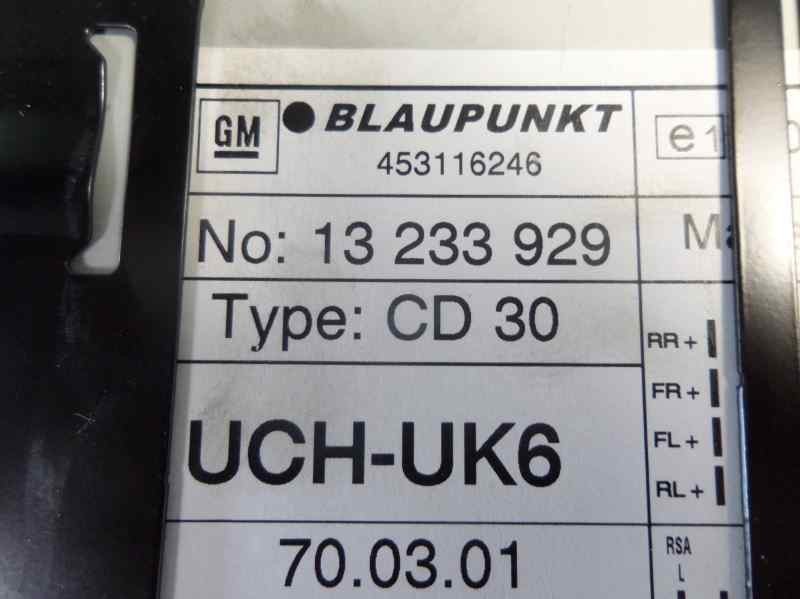 GM BLAUPUNKT
453116246
e1
No: 13 233 929
Type: CD 30
RR +
FR +
UCH-UK6
FL +
RL +
70.03.01
RSA
L